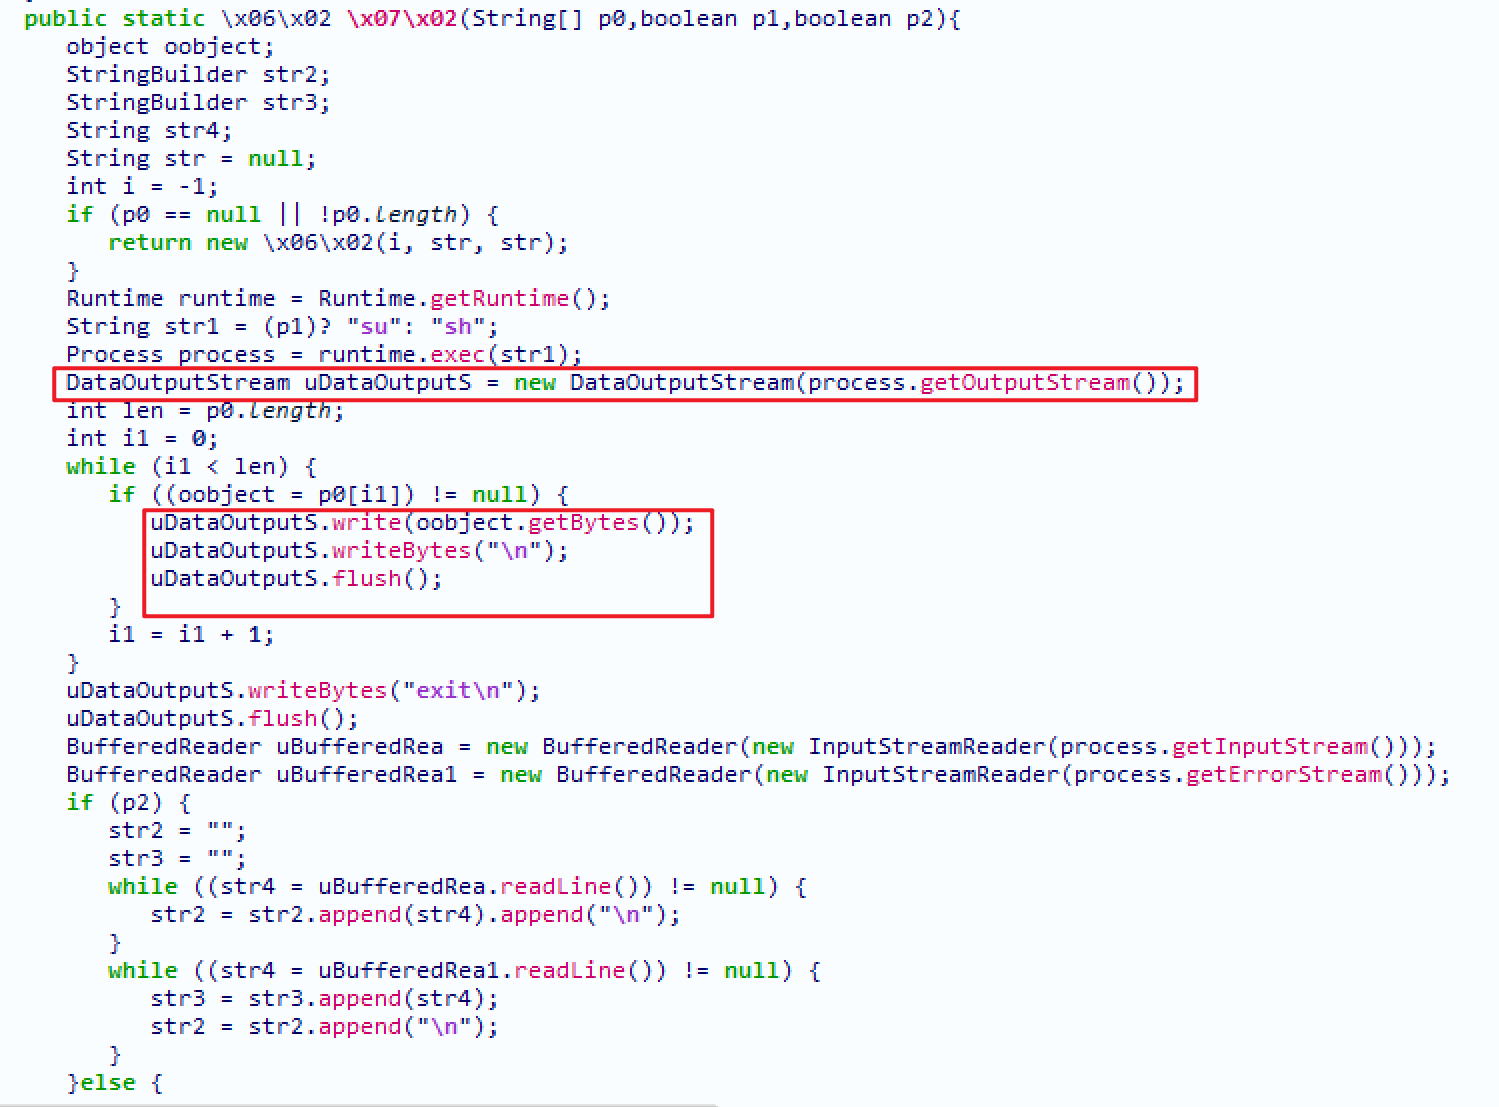 public static \x06\x02 \x07\x02(String[] p0,boolean p1,boolean p2){
object oobject;
StringBuilder str2;
StringBuilder str3;
String str4;
String str = null;
int i = -1;
if (p0 == null || !p0.length) {
return new \x06\x02(i, str, str);
}
Runtime runtime = Runtime.getRuntime();
String str1 = (p1)? "su": "sh";
Process process = runtime.exec(str1);
DataOutputStream uDataOutputS = new DataOutputStream(process.getOutputStream());
int len = p0.length;
int i1 = 0;
while (i1 < len) {
if ((oobject = p0[i1]) != null) {
uDataOutputS.write(oobject.getBytes());
uDataOutputS.writeBytes("\n");
uDataOutputS.flush();
}
i1 = i1 + 1;
}
uDataOutputS.writeBytes("exit\n");
uDataOutputS.flush();
BufferedReader uBufferedRea = new BufferedReader(new InputStreamReader(process.getInputStream()));
BufferedReader uBufferedRea1 = new BufferedReader(new InputStreamReader(process.getErrorStream()));
if (p2) {
str2 = "";
str3 = "";
while ((str4 = uBufferedRea.readLine()) != null) {
str2 = str2.append(str4).append("\n");
}
while ((str4 = uBufferedRea1.readLine()) != null) {
str3 = str3.append(str4);
str2 = str2.append("\n");
}
}else {